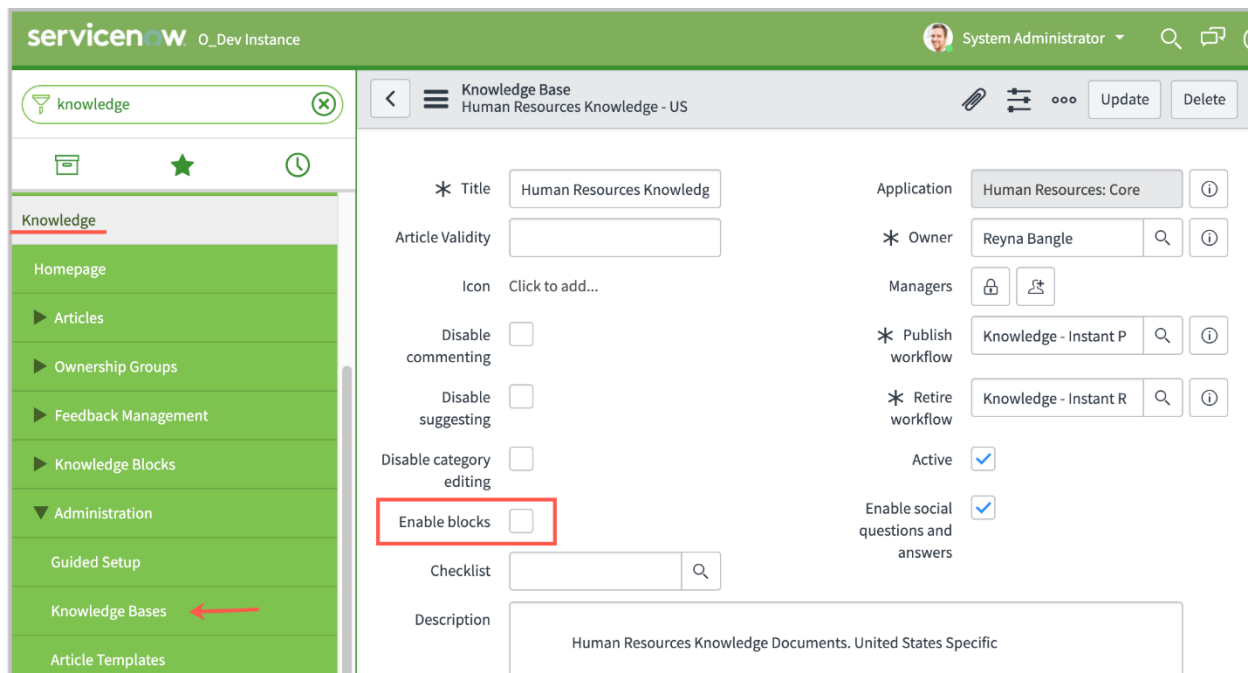 servicenow O_Dev Instance
System Administrator
knowledge
Knowledge
Homepage
Articles
Ownership Groups
Feedback Management
Knowledge Blocks
Administration
Guided Setup
Knowledge Bases
Article Templates
Knowledge Base
Human Resources Knowledge - US
Update
Delete
Title
Human Resources Knowledg
Article Validity
Icon
Click to add...
Disable
commenting
Disable
suggesting
Disable category
editing
Enable blocks
Checklist
Application
Human Resources: Core
Owner
Reyna Bangle
Managers
Publish
workflow
Knowledge - Instant P
Retire
workflow
Knowledge - Instant R
Active
Enable social
questions and
answers
Description
Human Resources Knowledge Documents. United States Specific